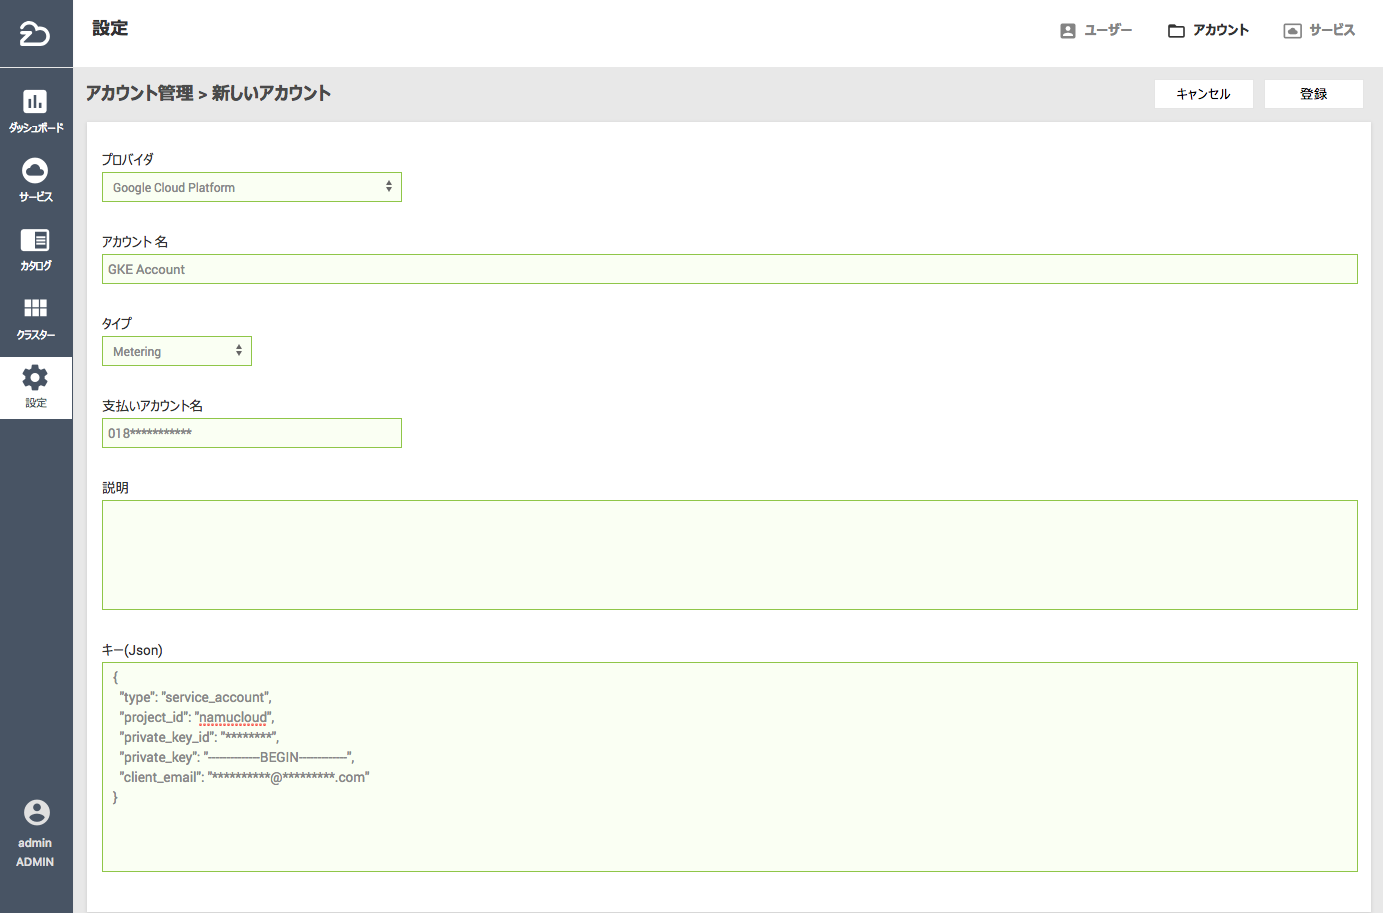 設定
ユーザー
アカウント
サービス
ダッシュボード
サービス
カタログ
クラスター
設定
admin
ADMIN
アカウント管理 > 新しいアカウント
キャンセル
登録
プロバイダ
Google Cloud Platform
アカウント 名
GKE Account
タイプ
Metering
支払いアカウント名
018***********
説明
キー(Json)
{
"type": "service_account",
"project_id": "namucloud",
"private_key_id": "********",
"private_key": "-------------BEGIN------------",
"client_email": "**********@*********.com"
}